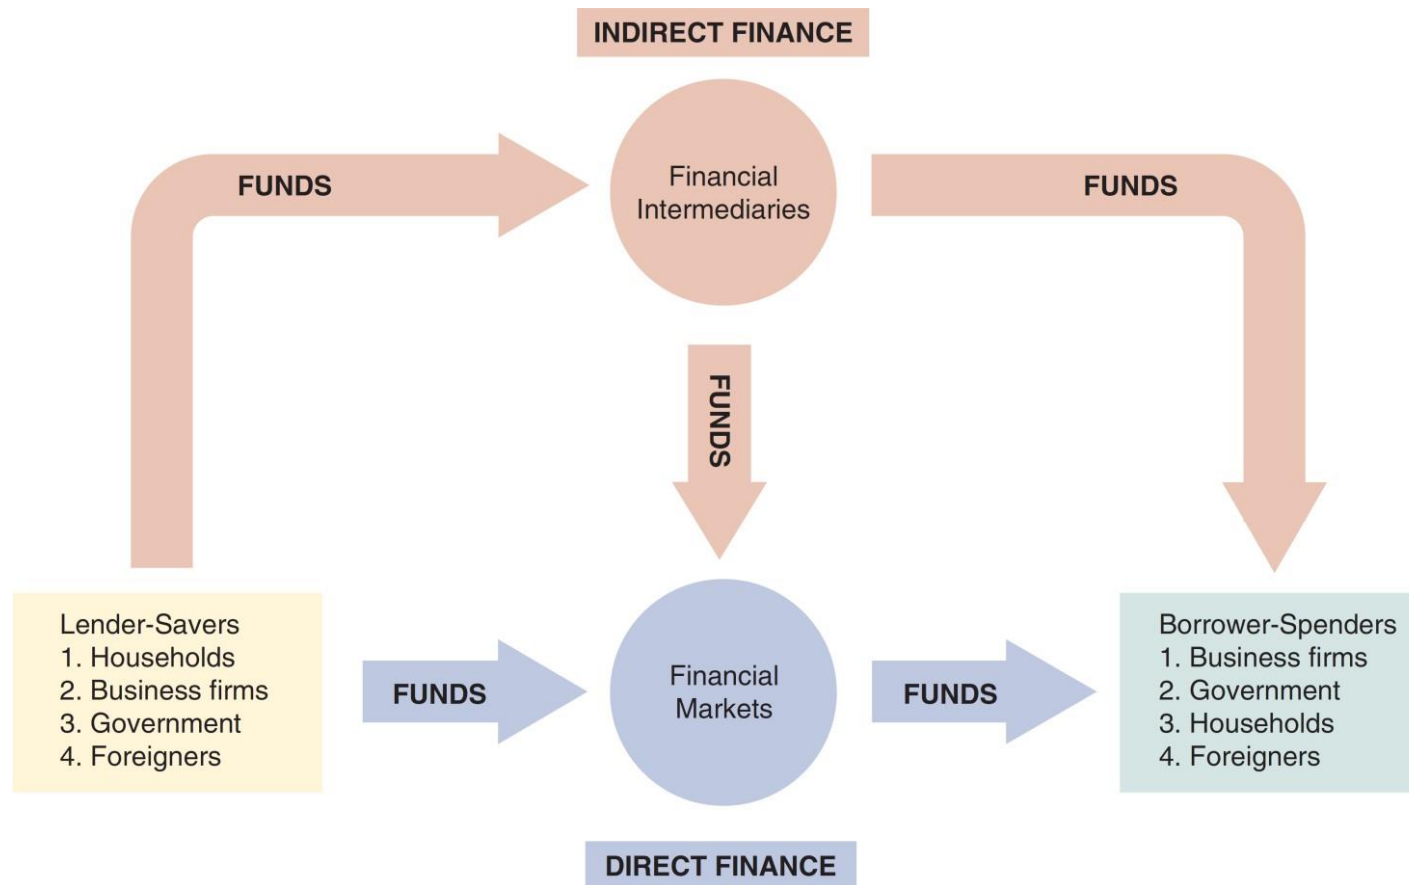 INDIRECT FINANCE
FUNDS
Financial
Intermediaries
FUNDS
FUNDS
Lender-Savers
1. Households
2. Business firms
3. Government
4. Foreigners
FUNDS
Financial
Markets
FUNDS
Borrower-Spenders
1. Business firms
2. Government
3. Households
4. Foreigners
DIRECT FINANCE